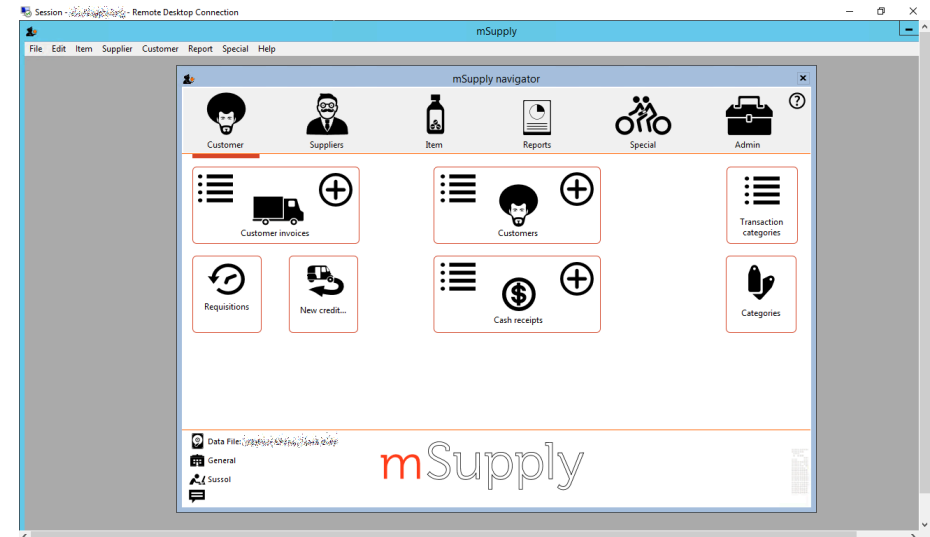 Session - - Remote Desktop Connection
mSupply
File Edit Item Supplier Customer Report Special Help
mSupply navigator
Customer Suppliers Item Reports Special Admin
Customer invoices
Customers
Transaction
categories
Requisitions
New credit...
Cash receipts
Categories
Data File:
General
Sussol
mSupply